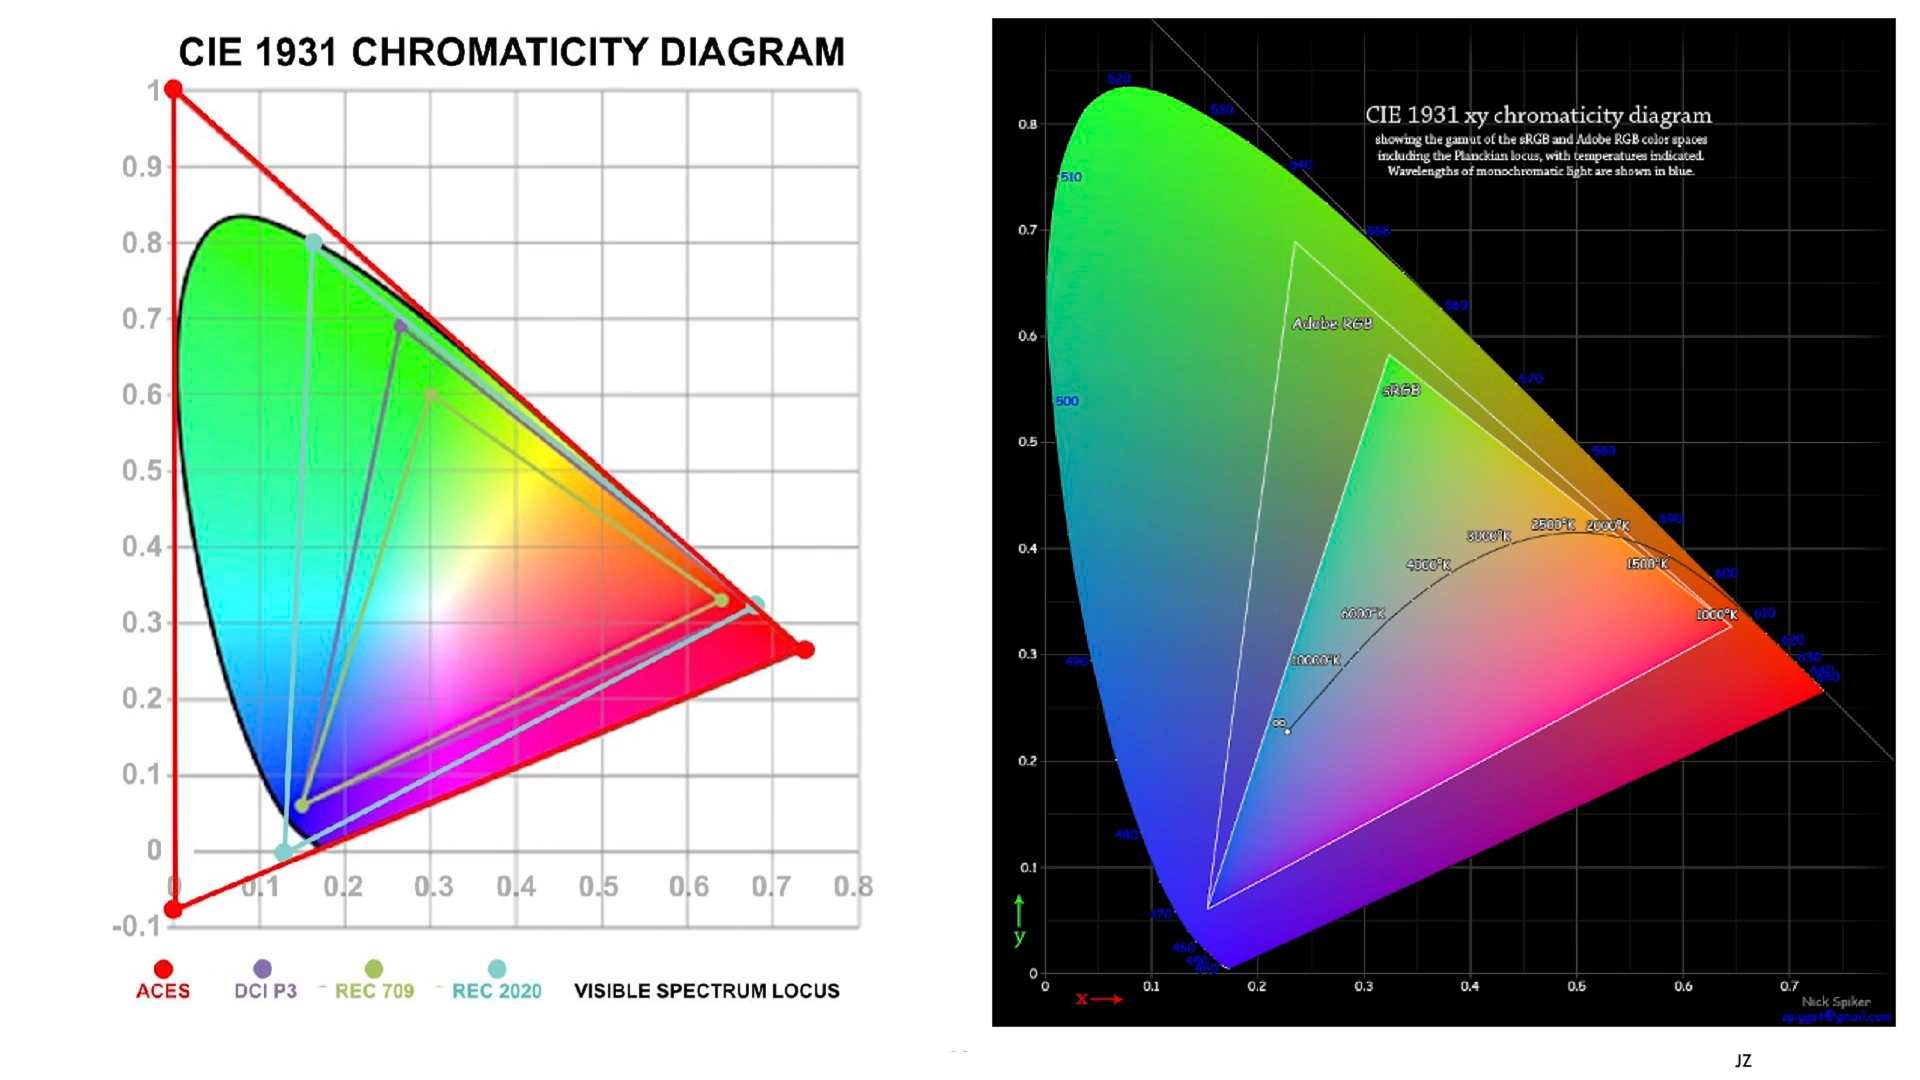 CIE 1931 CHROMATICITY DIAGRAM
1
0.9
0.8
0.7
0.6
0.5
0.4
0.3
0.2
0.1
0
-0.1
0 0.1 0.2 0.3 0.4 0.5 0.6 0.7 0.8
ACES DCI P3 REC 709 REC 2020 VISIBLE SPECTRUM LOCUS
CIE 1931 xy chromaticity diagram
showing the gamut of the sRGB and Adobe RGB color spaces
including the Planckian locus, with temperatures indicated.
Wavelengths of monochromatic light are shown in blue.
520
530
540
510
550
560
570
500
580
590
600
610
620
630
640
490
480
470
460
450
Adobe RGB
sRGB
2500°K 2000°K
3000°K
4000°K
1500°K
6000°K
1000°K
10000°K
∞
0.8
0.7
0.6
0.5
0.4
0.3
0.2
0.1
0
y
0 0.1 0.2 0.3 0.4 0.5 0.6 0.7
x
Nick Spiker
spigget@gmail.com
JZ